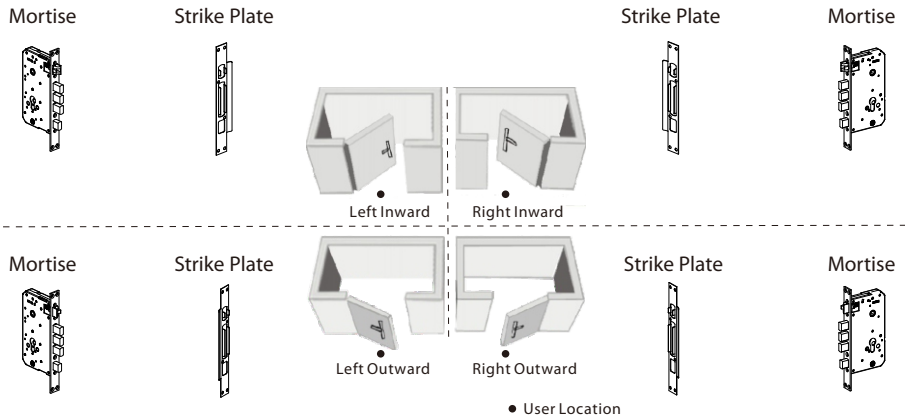 Mortise Strike Plate Strike Plate Mortise
Left Inward Right Inward
Mortise Strike Plate Strike Plate Mortise
Left Outward Right Outward
User Location